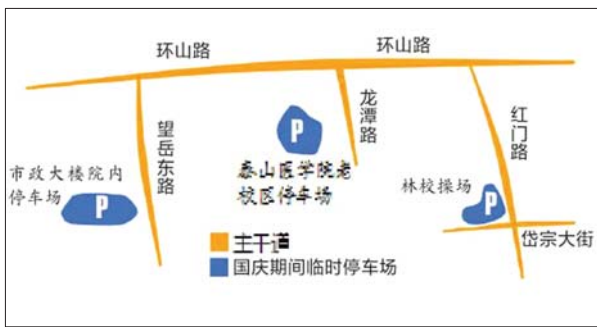 环山路
环山路
望岳东路
龙潭路
红门路
P
泰山医学院老
校区停车场
市政大楼院内
停车场
P
林校操场
P
岱宗大街
主干道
国庆期间临时停车场